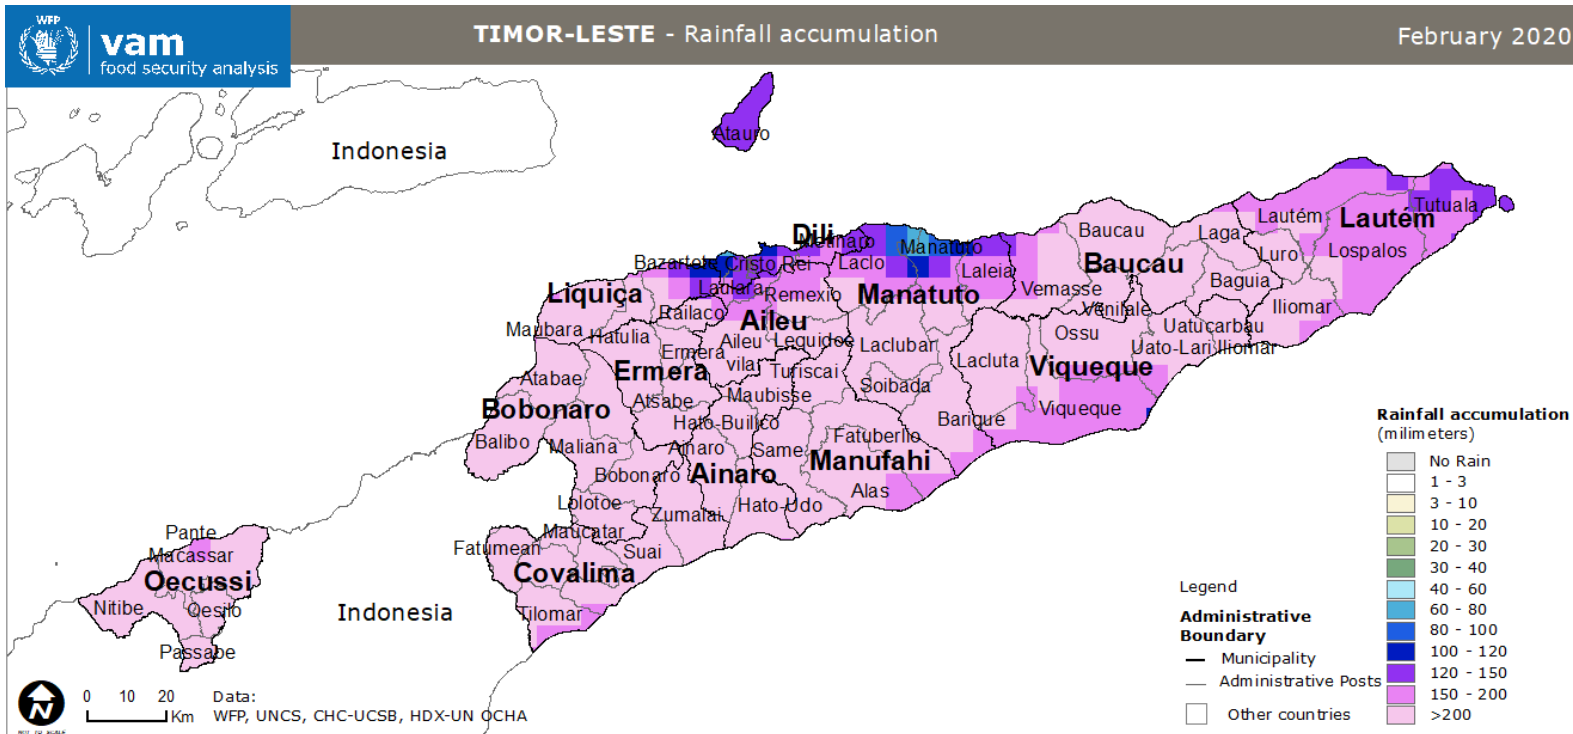 WFP
vam
food security analysis
TIMOR-LESTE - Rainfall accumulation
February 2020
Indonesia
Atauro
Tutuala
Lautém
Lautém
Lospalos
Baucau
Laga
Luro
Baucau
Baguia
Iliomar
Dili
Metinaro
Manatuto
Bazartete
Cristo Rei
Laclo
Laleia
Vemasse
Laulara
Remexio
Manatuto
Liquiça
Railaco
Venilale
Uatucarbau
Maubara
Hatulia
Aileu
Ossu
Uato-Lari
Iliomar
Aileu
vila
Lequidoe
Laclubar
Lacluta
Ermera
Ermera
Turiscai
Viqueque
Atabae
Soibada
Atsabe
Maubisse
Bobonaro
Viqueque
Hato-Builico
Barique
Balibo
Maliana
Ainaro
Same
Fatuberlio
Bobonaro
Ainaro
Manufahi
Alas
Lolotoe
Hato-Udo
Zumalai
Maucatar
Fatumean
Suai
Covalima
Tilomar
Pante
Macassar
Oecussi
Nitibe
Oesilo
Passabe
Indonesia
Rainfall accumulation
(milimeters)
No Rain
1 - 3
3 - 10
10 - 20
20 - 30
30 - 40
40 - 60
60 - 80
80 - 100
100 - 120
120 - 150
150 - 200
>200
Legend
Administrative
Boundary
Municipality
Administrative Posts
Other countries
N
NOT TO SCALE
0 10 20
Km
Data:
WFP, UNCS, CHC-UCSB, HDX-UN OCHA